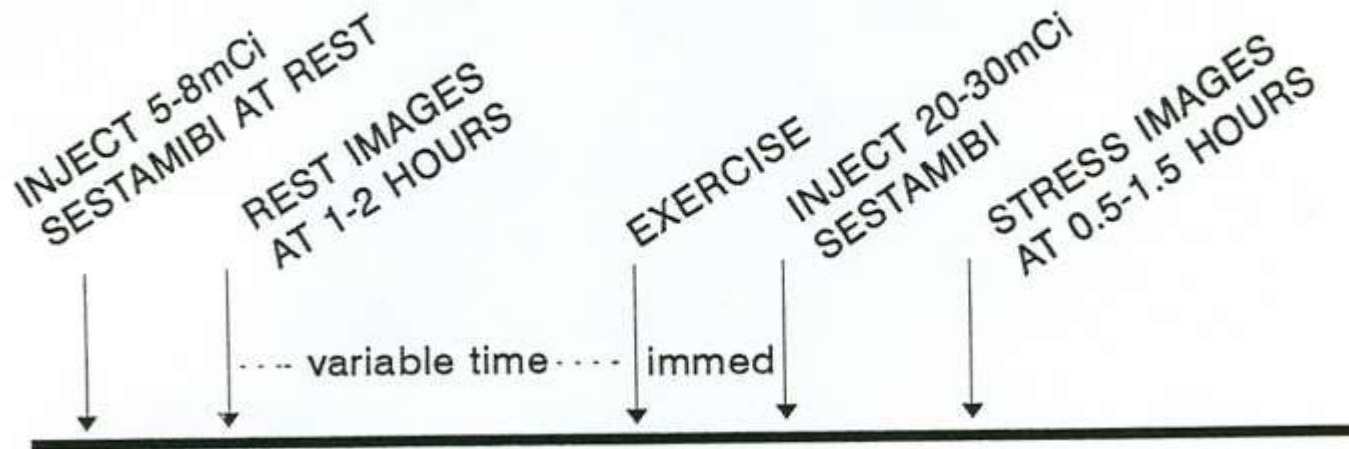 INJECT 5-8mCi
SESTAMIBI AT REST
REST IMAGES
AT 1-2 HOURS
EXERCISE
INJECT 20-30mCi
SESTAMIBI
STRESS IMAGES
AT 0.5-1.5 HOURS
variable time
immed